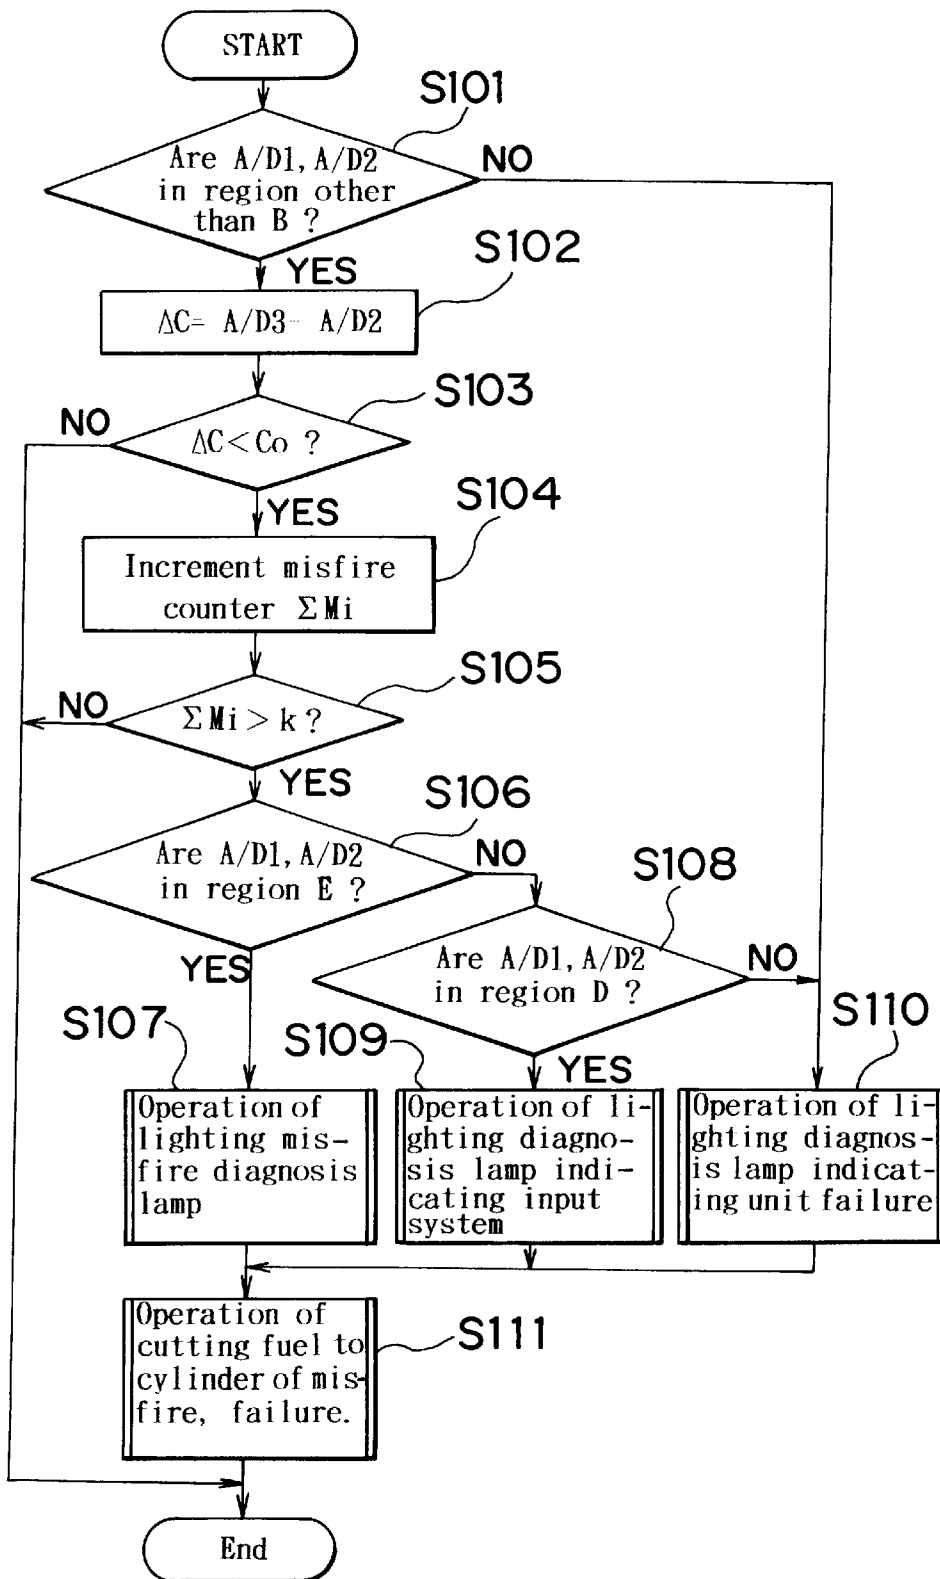 START
S101
Are A/D1, A/D2
in region other
than B ?
NO
YES
S102
ΔC= A/D3- A/D2
S103
NO
ΔC<Co ?
YES
S104
Increment misfire
counter ΣMi
S105
NO
ΣMi > k ?
YES
S106
Are A/D1, A/D2
in region E ?
NO
S108
YES
Are A/D1, A/D2
in region D ?
NO
S107
S109
YES
S110
Operation of
lighting mis-
fire diagnosis
lamp
Operation of li-
ghting diagno-
sis lamp indi-
cating input
system
Operation of li-
ghting diagnos-
is lamp indicat-
ing unit failure
Operation of
cutting fuel to
cylinder of mis-
fire, failure.
S111
End